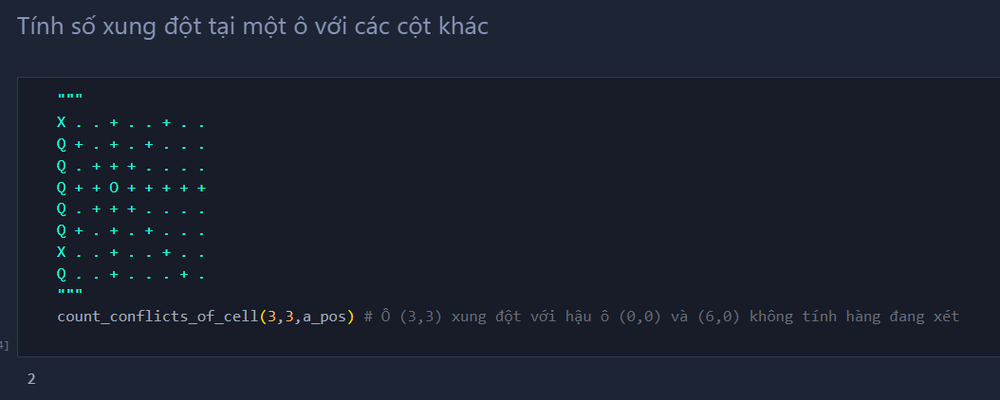 Tính số xung đột tại một ô với các cột khác
"""
X . . + . . + . .
Q + . + . + . . .
Q . + + + . . . .
Q + + O + + + + +
Q . + + + . . . .
Q + . + . + . . .
X . . + . . + . .
Q . . + . . . + .
"""
count_conflicts_of_cell(3,3,a_pos) # Ô (3,3) xung đột với hậu ô (0,0) và (6,0) không tính hàng đang xét
4]
2